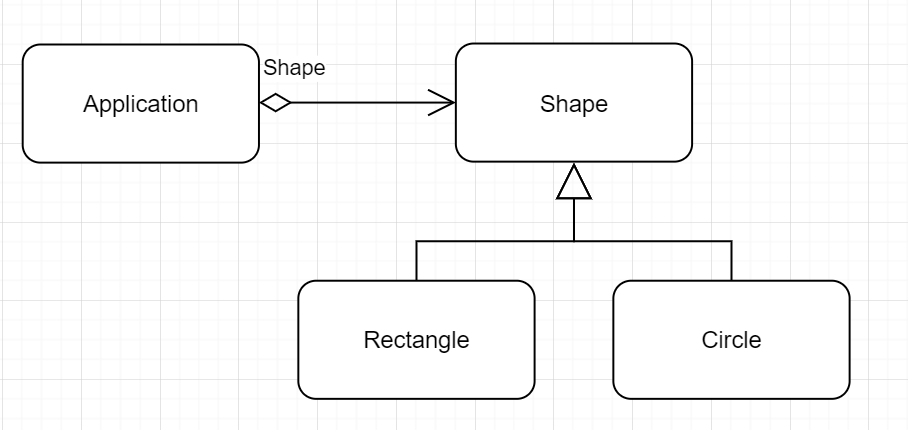 Shape
Application
Shape
Rectangle
Circle